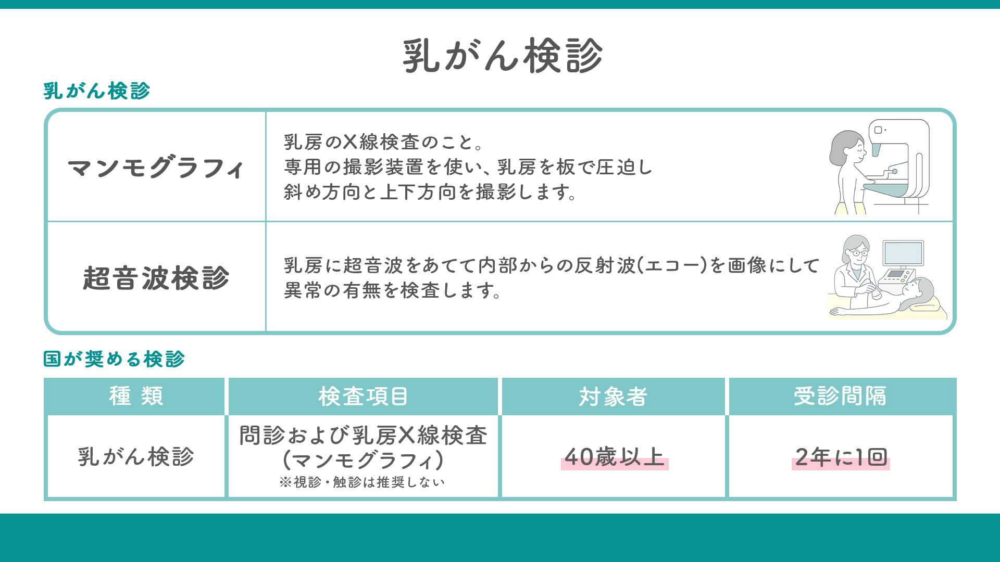 乳がん検診
乳がん検診
マンモグラフィ
乳房のX線検査のこと。
専用の撮影装置を使い、乳房を板で圧迫し
斜め方向と上下方向を撮影します。
超音波検診
乳房に超音波をあてて内部からの反射波(エコー)を画像にして
異常の有無を検査します。
国が奨める検診
種 類
検査項目
対象者
受診間隔
乳がん検診
問診および乳房X線検査
(マンモグラフィ)
※視診・触診は推奨しない
40歳以上
2年に1回